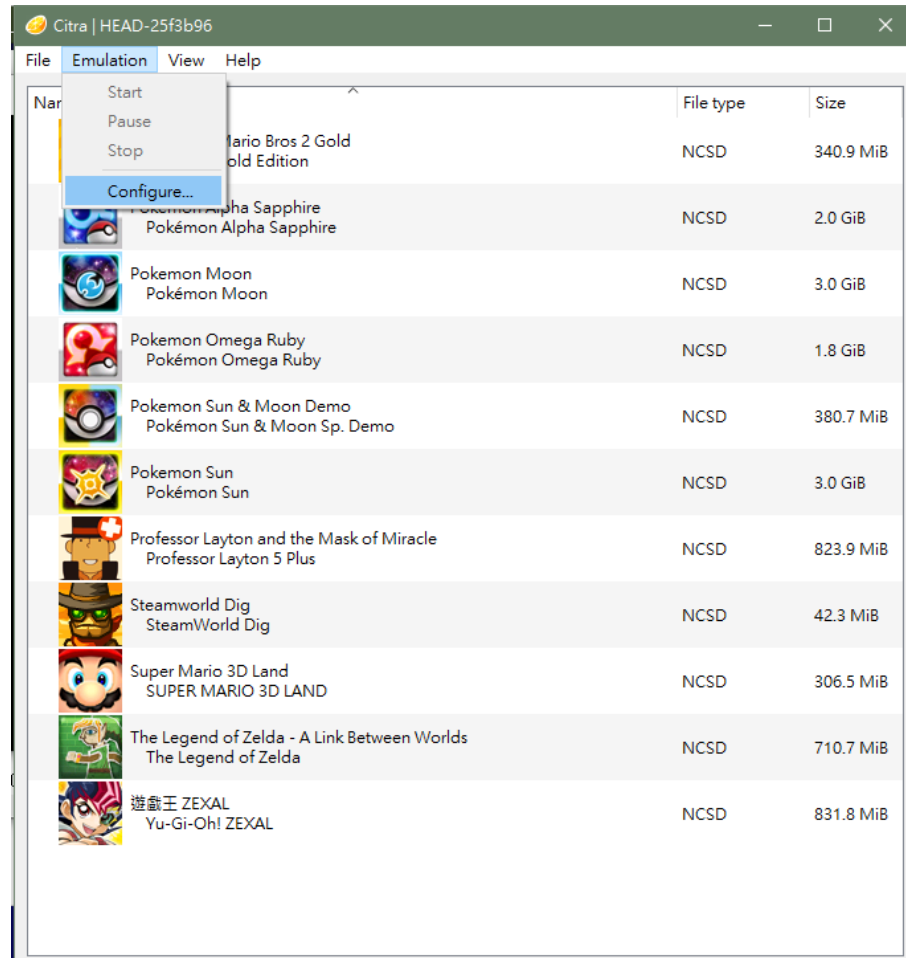 Citra | HEAD-25f3b96
File Emulation View Help
Start
Pause
Stop
Configure...
File type Size
Mario Bros 2 Gold
Edition
NCSD 340.9 MiB
Pokemon Alpha Sapphire
Pokémon Alpha Sapphire
NCSD 2.0 GiB
Pokemon Moon
Pokémon Moon
NCSD 3.0 GiB
Pokemon Omega Ruby
Pokémon Omega Ruby
NCSD 1.8 GiB
Pokemon Sun & Moon Demo
Pokémon Sun & Moon Sp. Demo
NCSD 380.7 MiB
Pokemon Sun
Pokémon Sun
NCSD 3.0 GiB
Professor Layton and the Mask of Miracle
Professor Layton 5 Plus
NCSD 823.9 MiB
Steamworld Dig
SteamWorld Dig
NCSD 42.3 MiB
Super Mario 3D Land
SUPER MARIO 3D LAND
NCSD 306.5 MiB
The Legend of Zelda - A Link Between Worlds
The Legend of Zelda
NCSD 710.7 MiB
遊戲王 ZEXAL
Yu-Gi-Oh! ZEXAL
NCSD 831.8 MiB